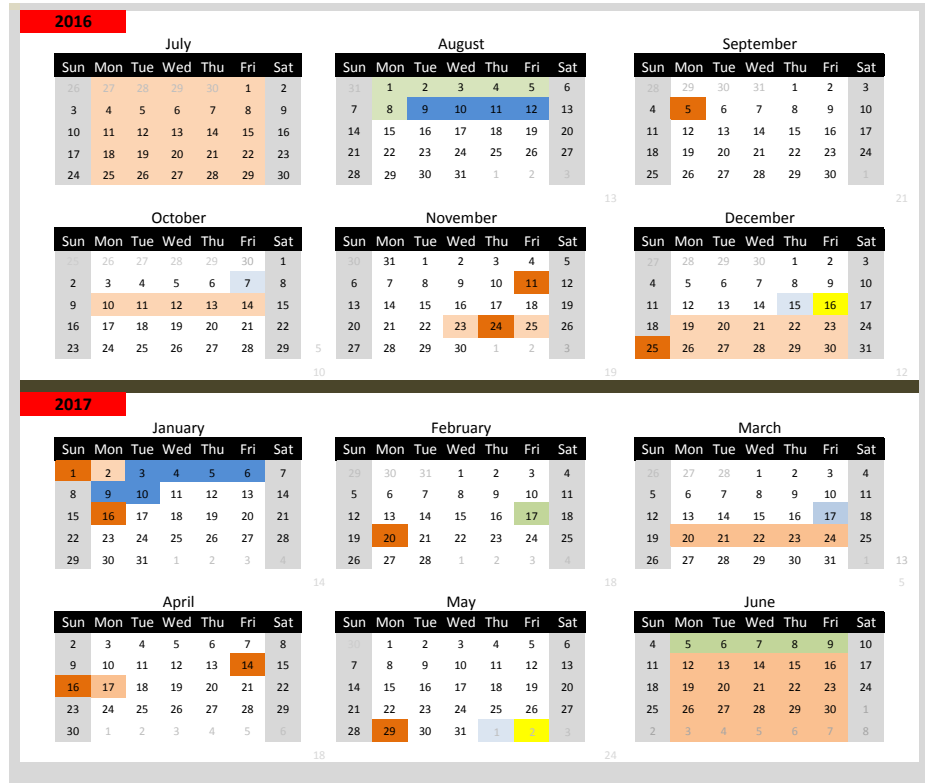 2016
July August September
Sun Mon Tue Wed Thu Fri Sat Sun Mon Tue Wed Thu Fri Sat Sun Mon Tue Wed Thu Fri Sat
26 27 28 29 30 1 2 31 1 2 3 4 5 6 28 29 30 31 1 2 3
3 4 5 6 7 8 9 7 8 9 10 11 12 13 4 5 6 7 8 9 10
10 11 12 13 14 15 16 14 15 16 17 18 19 20 11 12 13 14 15 16 17
17 18 19 20 21 22 23 21 22 23 24 25 26 27 18 19 20 21 22 23 24
24 25 26 27 28 29 30 28 29 30 31 1 2 3 25 26 27 28 29 30 1
13 21
October November December
Sun Mon Tue Wed Thu Fri Sat Sun Mon Tue Wed Thu Fri Sat Sun Mon Tue Wed Thu Fri Sat
25 26 27 28 29 30 1 30 31 1 2 3 4 5 27 28 29 30 1 2 3
2 3 4 5 6 7 8 6 7 8 9 10 11 12 4 5 6 7 8 9 10
9 10 11 12 13 14 15 13 14 15 16 17 18 19 11 12 13 14 15 16 17
16 17 18 19 20 21 22 20 21 22 23 24 25 26 18 19 20 21 22 23 24
23 24 25 26 27 28 29 5 27 28 29 30 1 2 3 25 26 27 28 29 30 31
10 19 12
2017
January February March
Sun Mon Tue Wed Thu Fri Sat Sun Mon Tue Wed Thu Fri Sat Sun Mon Tue Wed Thu Fri Sat
1 2 3 4 5 6 7 29 30 31 1 2 3 4 26 27 28 1 2 3 4
8 9 10 11 12 13 14 5 6 7 8 9 10 11 5 6 7 8 9 10 11
15 16 17 18 19 20 21 12 13 14 15 16 17 18 12 13 14 15 16 17 18
22 23 24 25 26 27 28 19 20 21 22 23 24 25 19 20 21 22 23 24 25
29 30 31 1 2 3 4 26 27 28 1 2 3 4 26 27 28 29 30 31 1 13
14 18 5
April May June
Sun Mon Tue Wed Thu Fri Sat Sun Mon Tue Wed Thu Fri Sat Sun Mon Tue Wed Thu Fri Sat
2 3 4 5 6 7 8 30 1 2 3 4 5 6 4 5 6 7 8 9 10
9 10 11 12 13 14 15 7 8 9 10 11 12 13 11 12 13 14 15 16 17
16 17 18 19 20 21 22 14 15 16 17 18 19 20 18 19 20 21 22 23 24
23 24 25 26 27 28 29 21 22 23 24 25 26 27 25 26 27 28 29 30 1
30 1 2 3 4 5 6 28 29 30 31 1 2 3 2 3 4 5 6 7 8
18 24